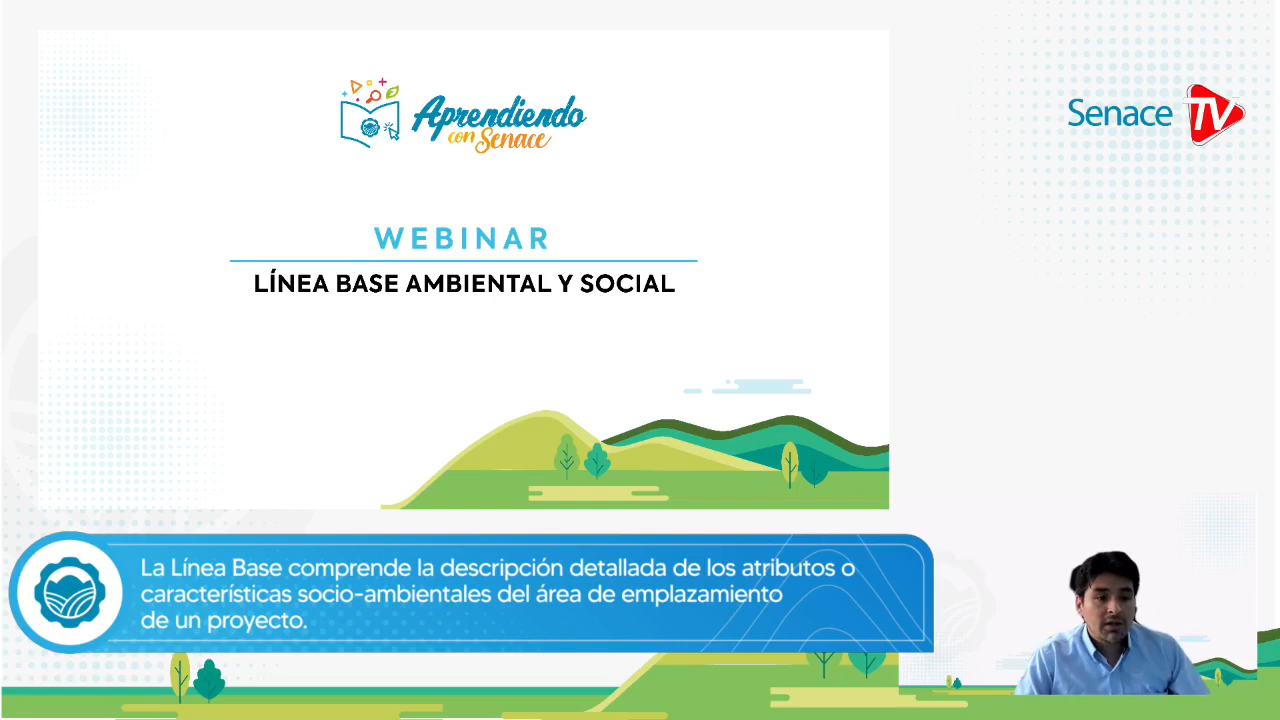 Aprendiendo
con Senace
Senace TV
WEBINAR
LÍNEA BASE AMBIENTAL Y SOCIAL
La Línea Base comprende la descripción detallada de los atributos o
características socio-ambientales del área de emplazamiento
de un proyecto.